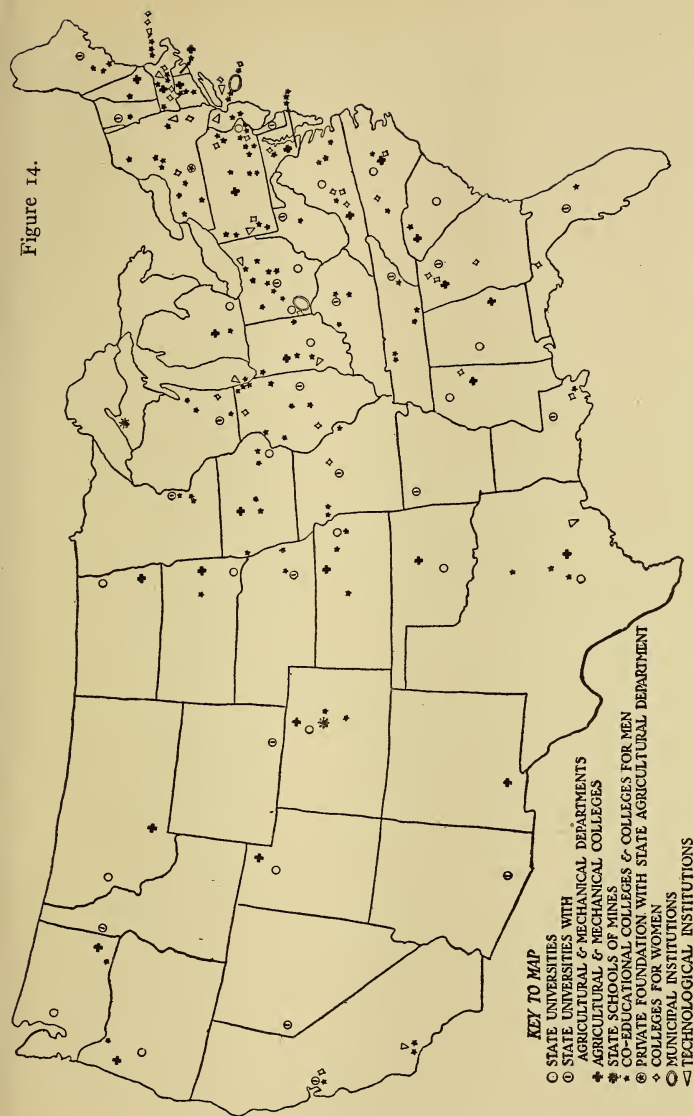 Figure 14.
KEY TO MAP
STATE UNIVERSITIES
STATE UNIVERSITIES WITH
AGRICULTURAL & MECHANICAL DEPARTMENTS
AGRICULTURAL & MECHANICAL COLLEGES
STATE SCHOOLS OF MINES
CO-EDUCATIONAL COLLEGES & COLLEGES FOR MEN
PRIVATE FOUNDATION WITH STATE AGRICULTURAL DEPARTMENT
COLLEGES FOR WOMEN
MUNICIPAL INSTITUTIONS
TECHNOLOGICAL INSTITUTIONS